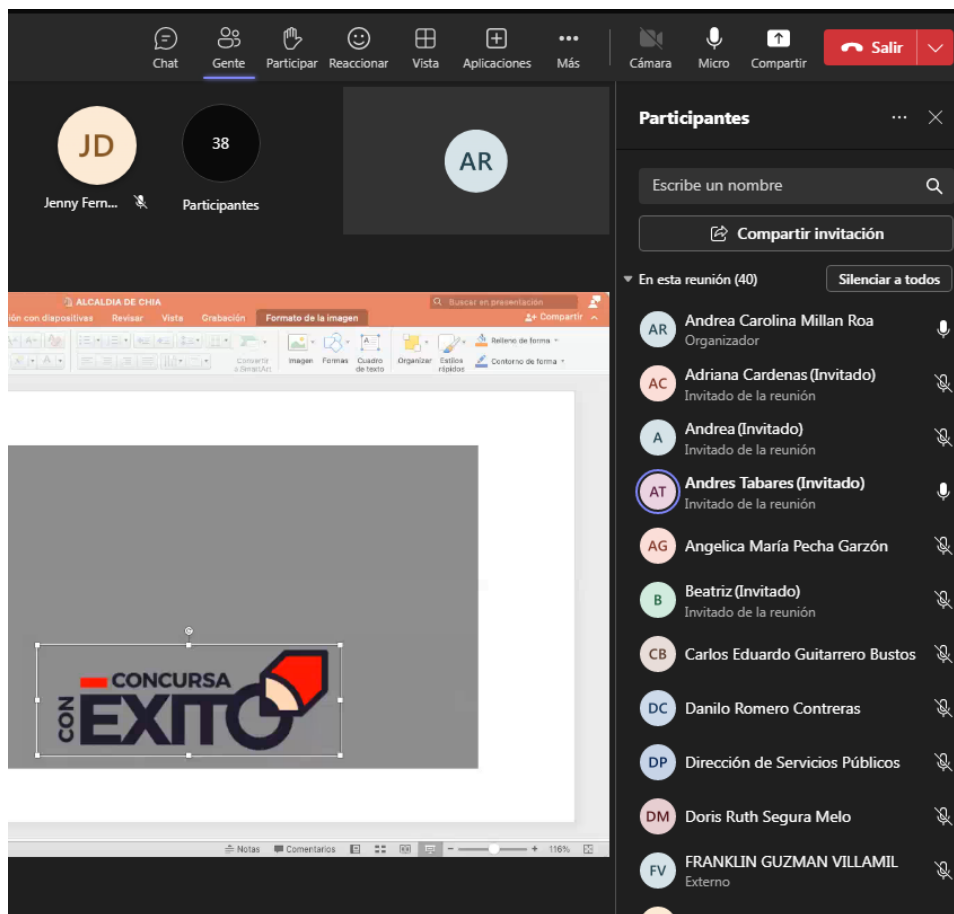 Chat
Gente
Participar
Reaccionar
Vista
Aplicaciones
Más
Cámara
Micro
Compartir
Salir
JD
Jenny Fern...
38
Participantes
AR
Participantes
Escribe un nombre
Compartir invitación
En esta reunión (40)
Silenciar a todos
AR
Andrea Carolina Millan Roa
Organizador
AC
Adriana Cardenas (Invitado)
Invitado de la reunión
A
Andrea (Invitado)
Invitado de la reunión
AT
Andres Tabares (Invitado)
Invitado de la reunión
AG
Angelica María Pecha Garzón
B
Beatriz (Invitado)
Invitado de la reunión
CB
Carlos Eduardo Guitarrero Bustos
DC
Danilo Romero Contreras
DP
Dirección de Servicios Públicos
DM
Doris Ruth Segura Melo
FV
FRANKLIN GUZMAN VILLAMIL
Externo
ALCALDIA DE CHIA
Buscar en presentación
ión con diapositivas
Revisar
Vista
Grabación
Formato de la imagen
Compartir
Convertir
a SmartArt
Imagen
Formas
Cuadro
de texto
Organizar
Estilos
rápidos
Relleno de forma
Contorno de forma
CONCURSA
CON
EXITO
Notas
Comentarios
116%